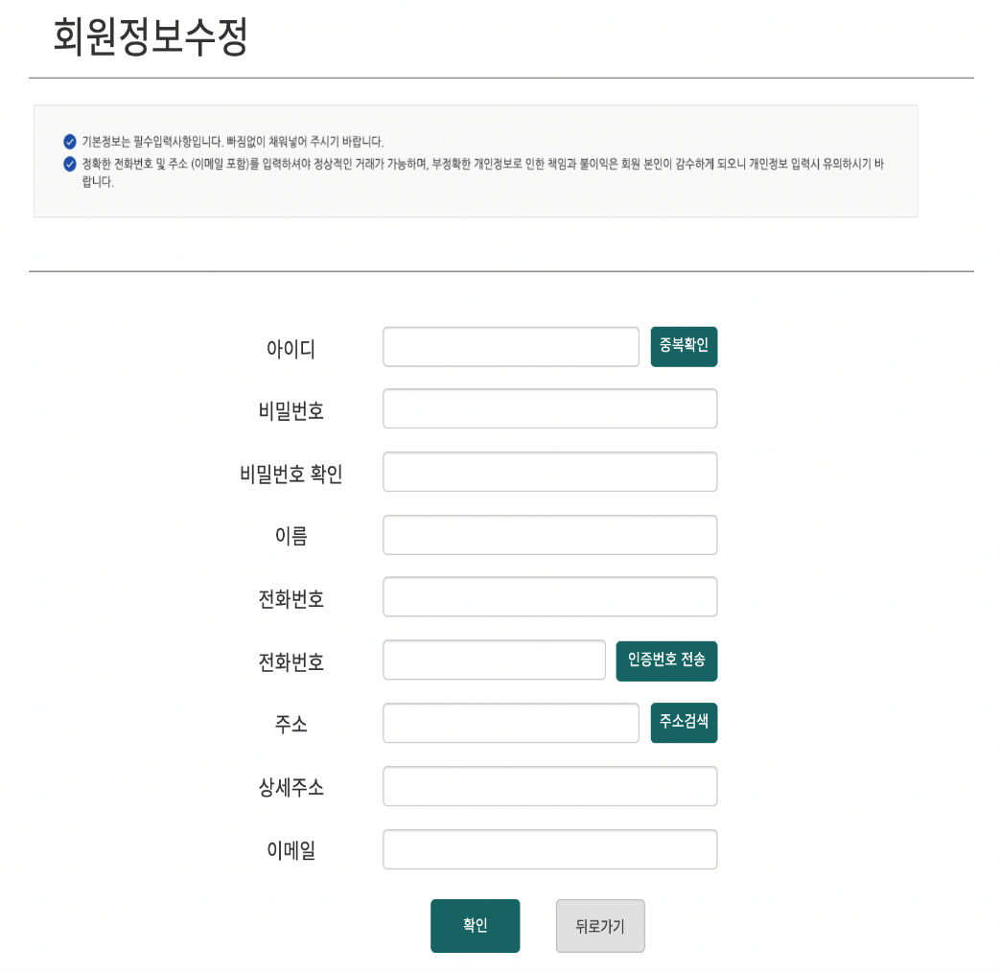 회원정보수정
기본정보는 필수입력사항입니다. 빠짐없이 채워넣어 주시기 바랍니다.
정확한 전화번호 및 주소 (이메일 포함)를 입력하셔야 정상적인 거래가 가능하며, 부정확한 개인정보로 인한 책임과 불이익은 회원 본인이 감수하게 되오니 개인정보 입력시 유의하시기 바
랍니다.
아이디 중복확인
비밀번호
비밀번호 확인
이름
전화번호
전화번호 인증번호 전송
주소 주소검색
상세주소
이메일
확인 뒤로가기